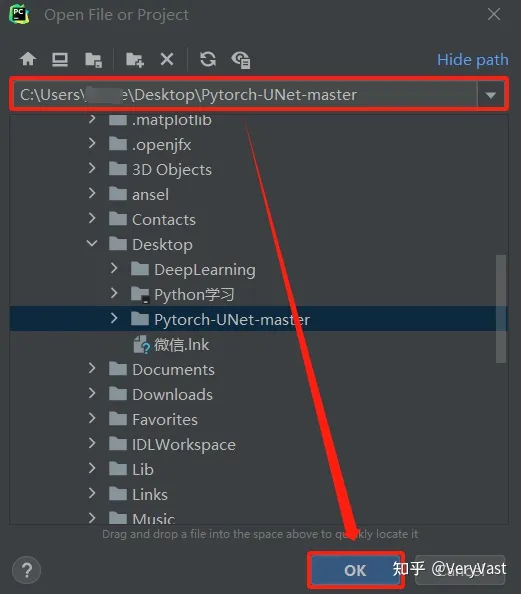 PC
Open File or Project
Hide path
C:\Users\ e\Desktop\Pytorch-UNet-master
.matplotlib
.openjfx
3D Objects
ansel
Contacts
Desktop
DeepLearning
Python学习
Pytorch-UNet-master
微信.lnk
Documents
Downloads
Favorites
IDLWorkspace
Lib
Links
Music
Drag and drop a file into the space above to quickly locate it
?
OK
Cancel
知乎 @VeryVast